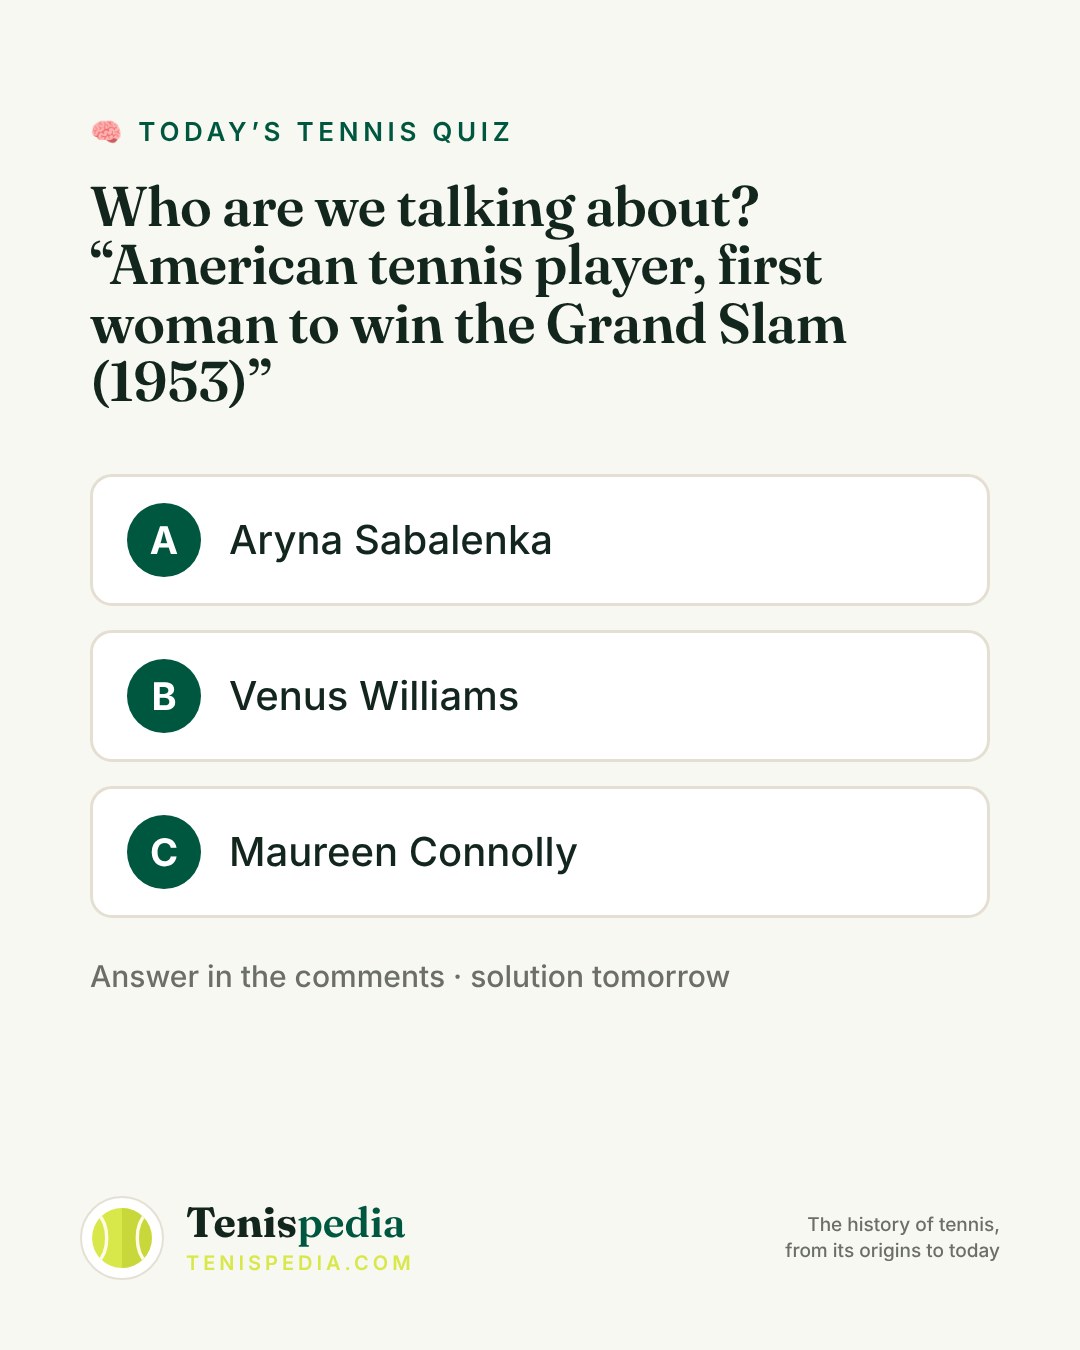 🧠 TODAY’S TENNIS QUIZ
Who are we talking about?
“American tennis player, first
woman to win the Grand Slam
(1953)”
A Aryna Sabalenka
B Venus Williams
C Maureen Connolly
Answer in the comments · solution tomorrow
Tenispedia
TENISPEDIA.COM
The history of tennis,
from its origins to today